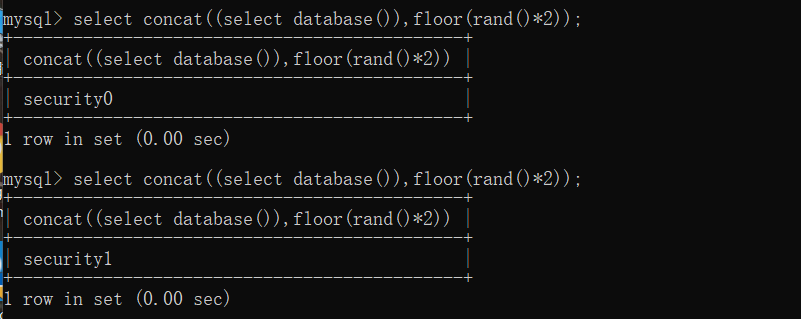 mysql> select concat((select database()),floor(rand()*2));
+---------------------------------------------+
| concat((select database()),floor(rand()*2)) |
+---------------------------------------------+
| security0                                   |
+---------------------------------------------+
1 row in set (0.00 sec)
mysql> select concat((select database()),floor(rand()*2));
+---------------------------------------------+
| concat((select database()),floor(rand()*2)) |
+---------------------------------------------+
| security1                                   |
+---------------------------------------------+
1 row in set (0.00 sec)